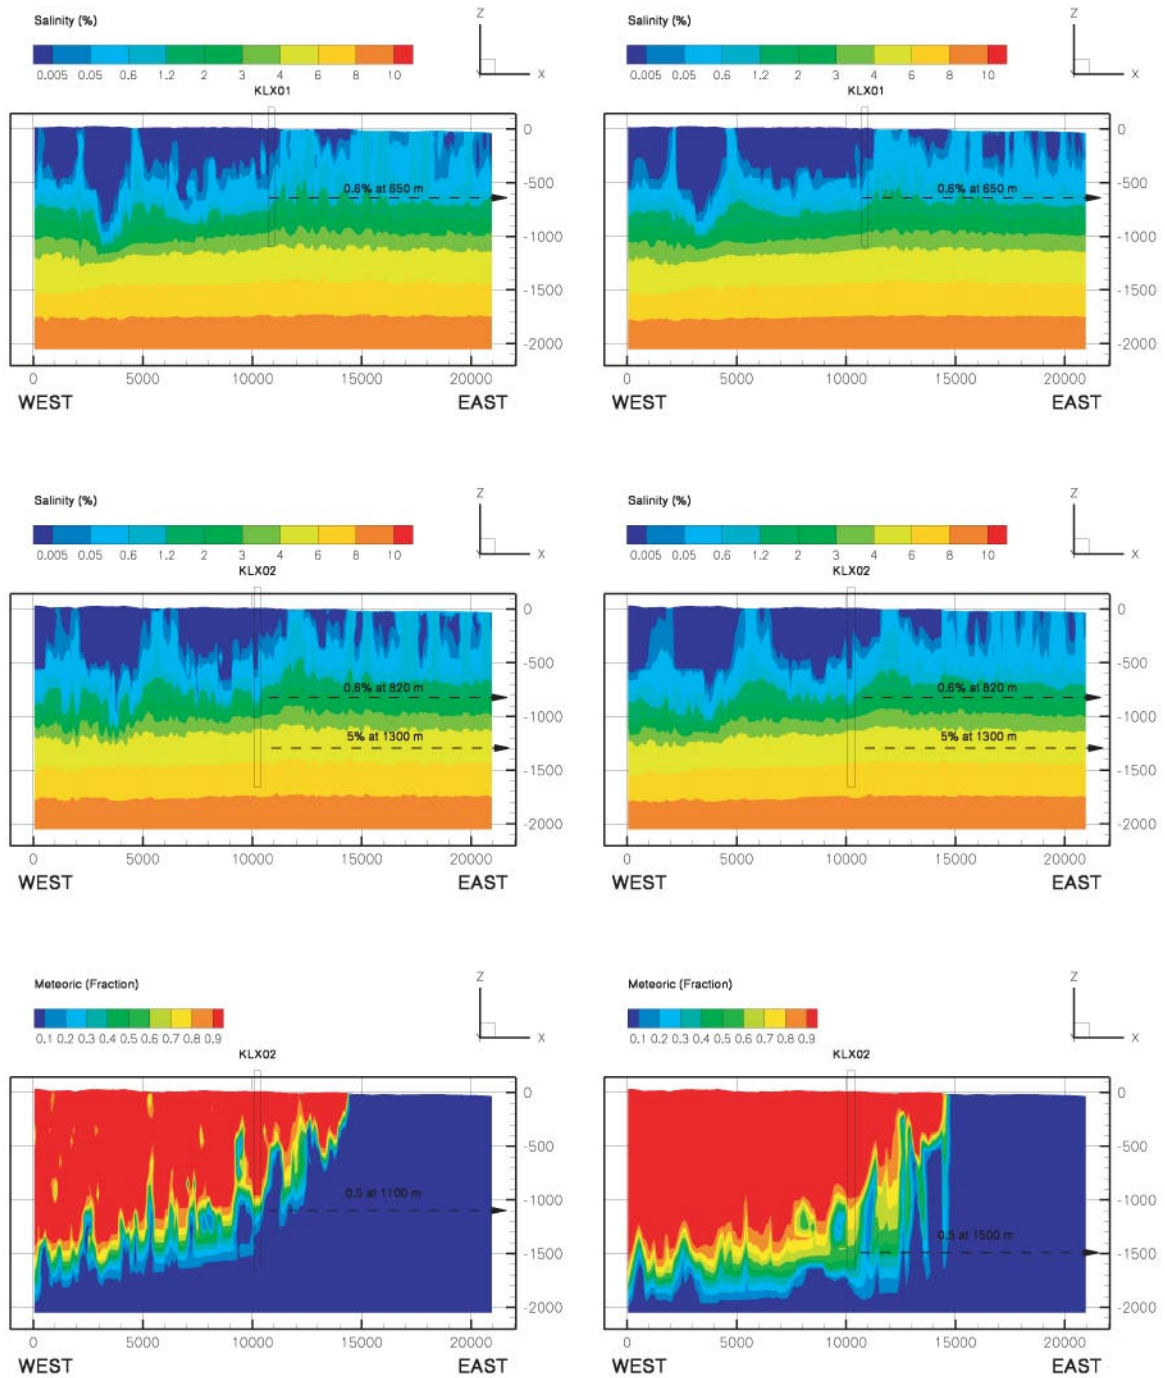 Salinity (%)
Z
X
0.005 0.05 0.6 1.2 2 3 4 6 8 10
KLX01
0
0.6% at 650 m
-500
-1000
-1500
-2000
0 5000 10000 15000 20000
WEST EAST
Salinity (%)
Z
X
0.005 0.05 0.6 1.2 2 3 4 6 8 10
KLX01
0
0.6% at 650 m
-500
-1000
-1500
-2000
0 5000 10000 15000 20000
WEST EAST
Salinity (%)
Z
X
0.005 0.05 0.6 1.2 2 3 4 6 8 10
KLX02
0
-500
0.6% at 820 m
-1000
5% at 1300 m
-1500
-2000
0 5000 10000 15000 20000
WEST EAST
Salinity (%)
Z
X
0.005 0.05 0.6 1.2 2 3 4 6 8 10
KLX02
0
-500
0.6% at 820 m
-1000
5% at 1300 m
-1500
-2000
0 5000 10000 15000 20000
WEST EAST
Meteoric (Fraction)
Z
X
0.1 0.2 0.3 0.4 0.5 0.6 0.7 0.8 0.9
KLX02
0
-500
0.5 at 1100 m
-1000
-1500
-2000
0 5000 10000 15000 20000
WEST EAST
Meteoric (Fraction)
Z
X
0.1 0.2 0.3 0.4 0.5 0.6 0.7 0.8 0.9
KLX02
0
-500
-1000
0.5 at 1500 m
-1500
-2000
0 5000 10000 15000 20000
WEST EAST